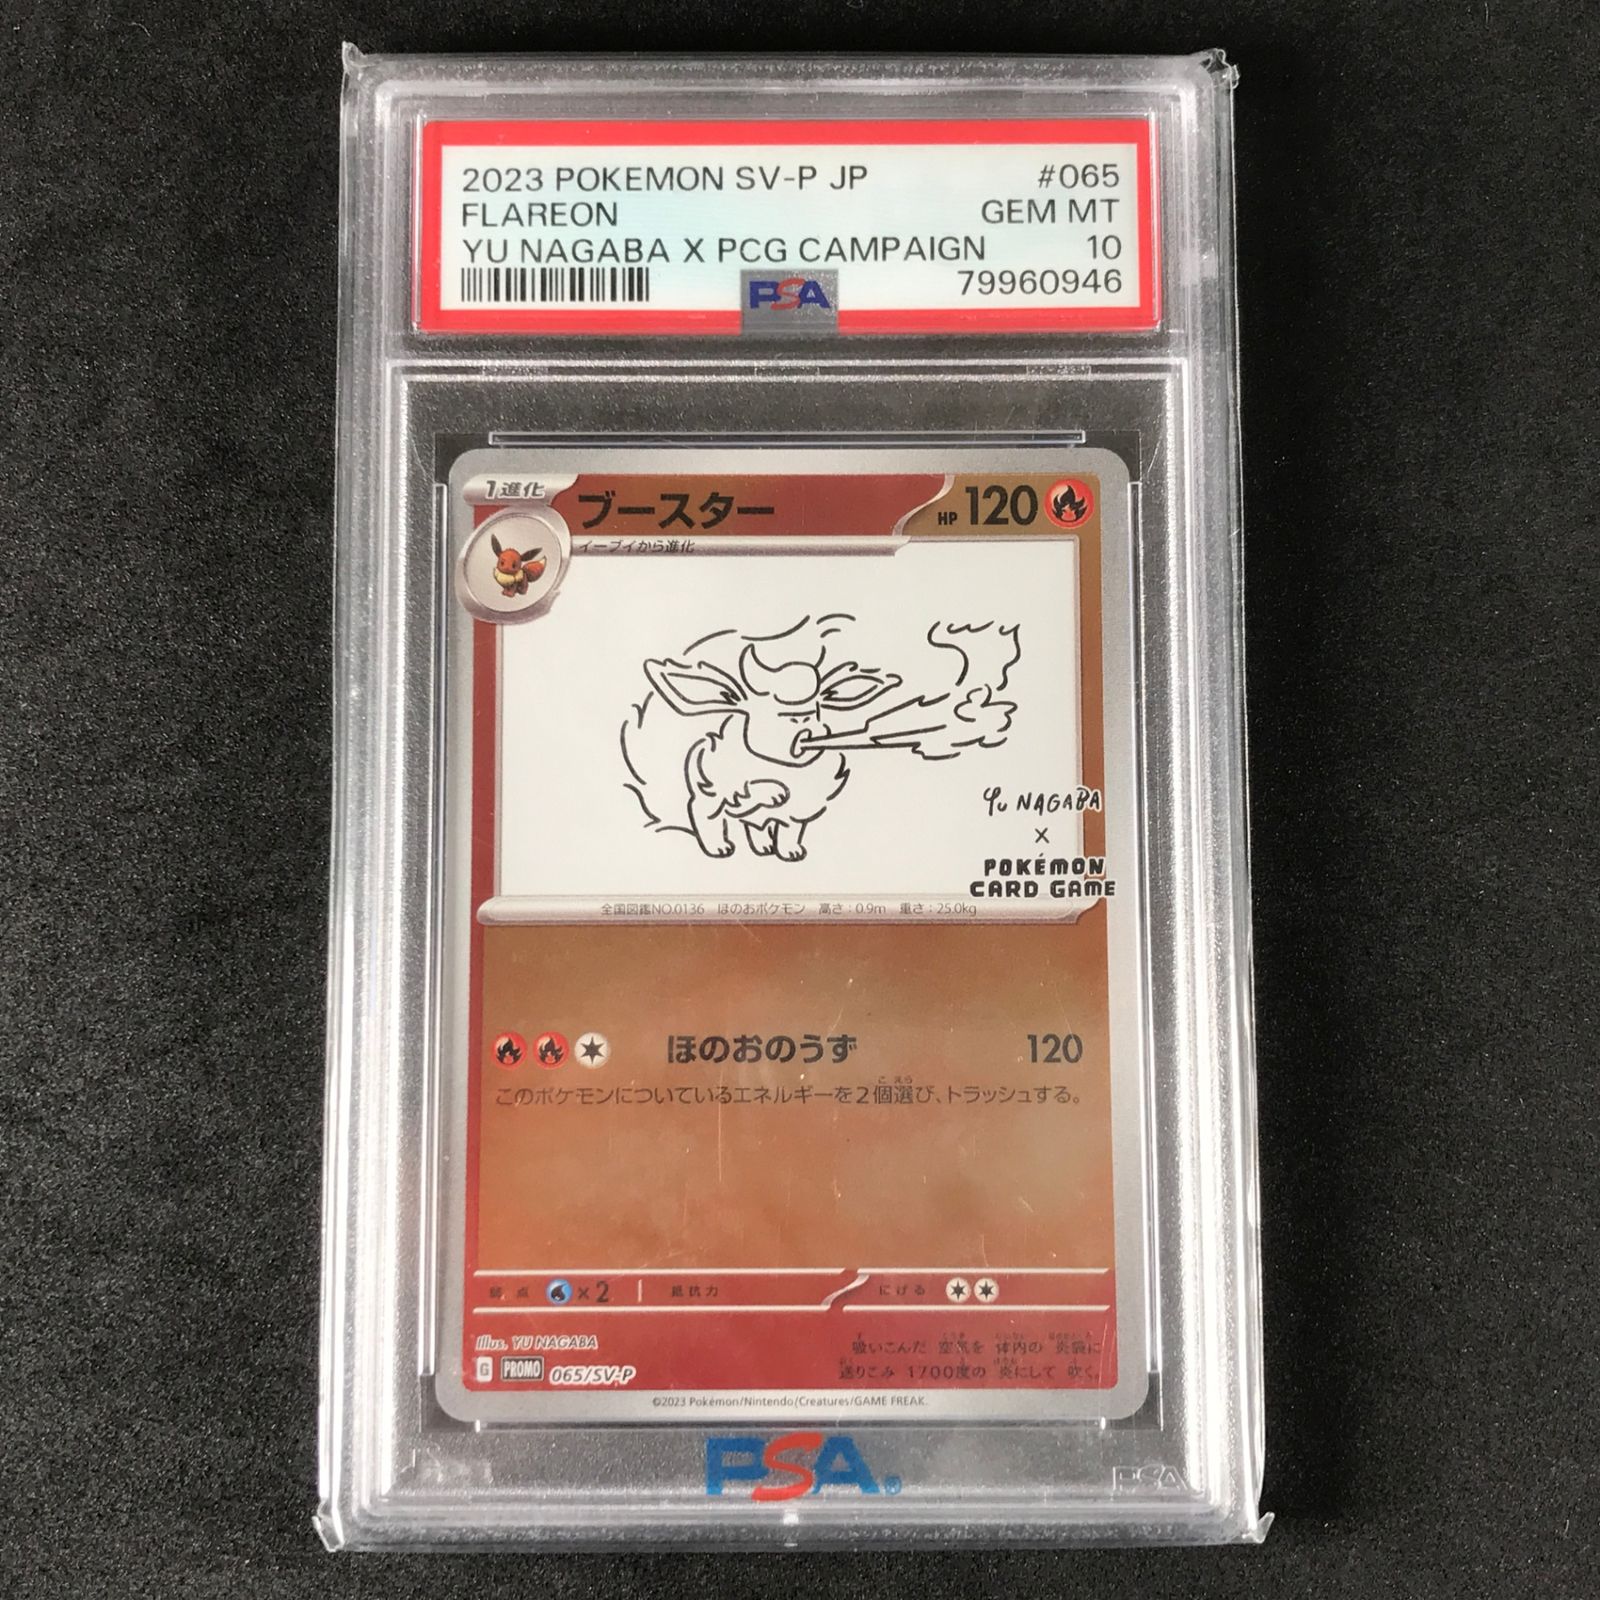 2023 POKEMON SV-P JP #065
FLAREON GEM MT
YU NAGABA X PCG CAMPAIGN 10
79960946
PSA
1進化
ブースター
HP 120
イーブイから進化
YU NAGABA
×
POKÉMON
CARD GAME
全国図鑑NO.0136 ほのおポケモン 高さ:0.9m 重さ:25.0kg
ほのおのうず 120
このポケモンについているエネルギーを2個選び、トラッシュする。
弱点 ×2 抵抗力 にげる
Illus. YU NAGABA
吸いこんだ 空気を 体内の 炎袋に
G PROMO 065/SV-P
送りこみ 1700度の 炎にして 吹く。
©2023 Pokémon/Nintendo/Creatures/GAME FREAK.
PSA
PSA